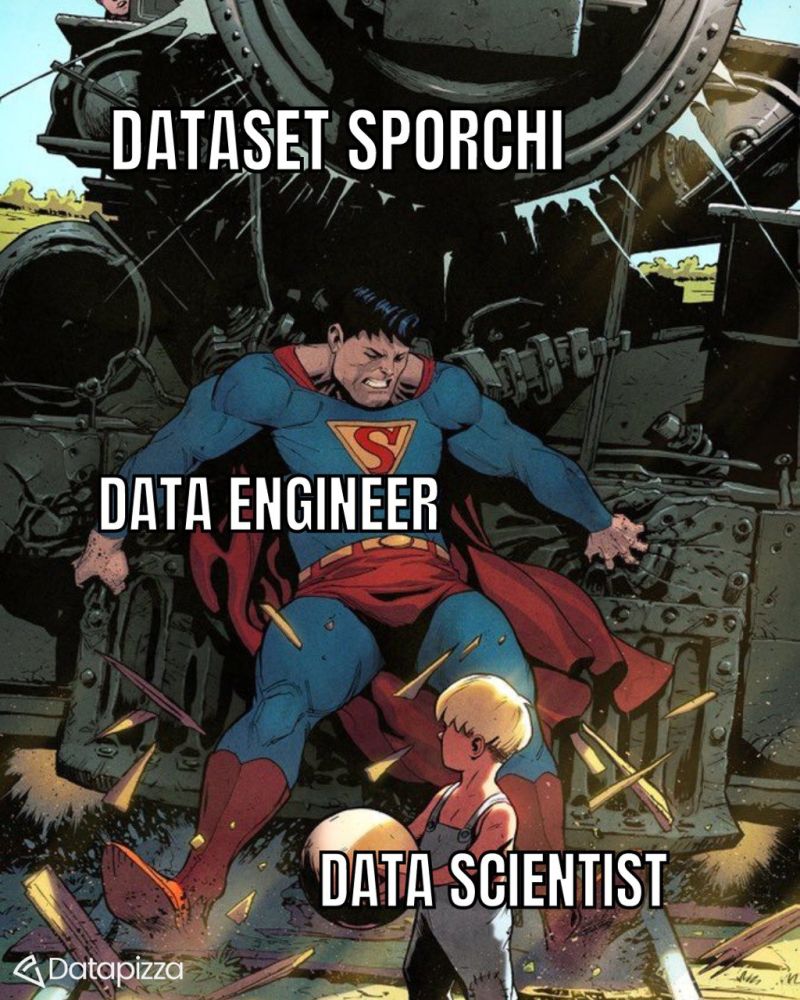 DATASET SPORCHI
S
DATA ENGINEER
DATA SCIENTIST
Datapizza